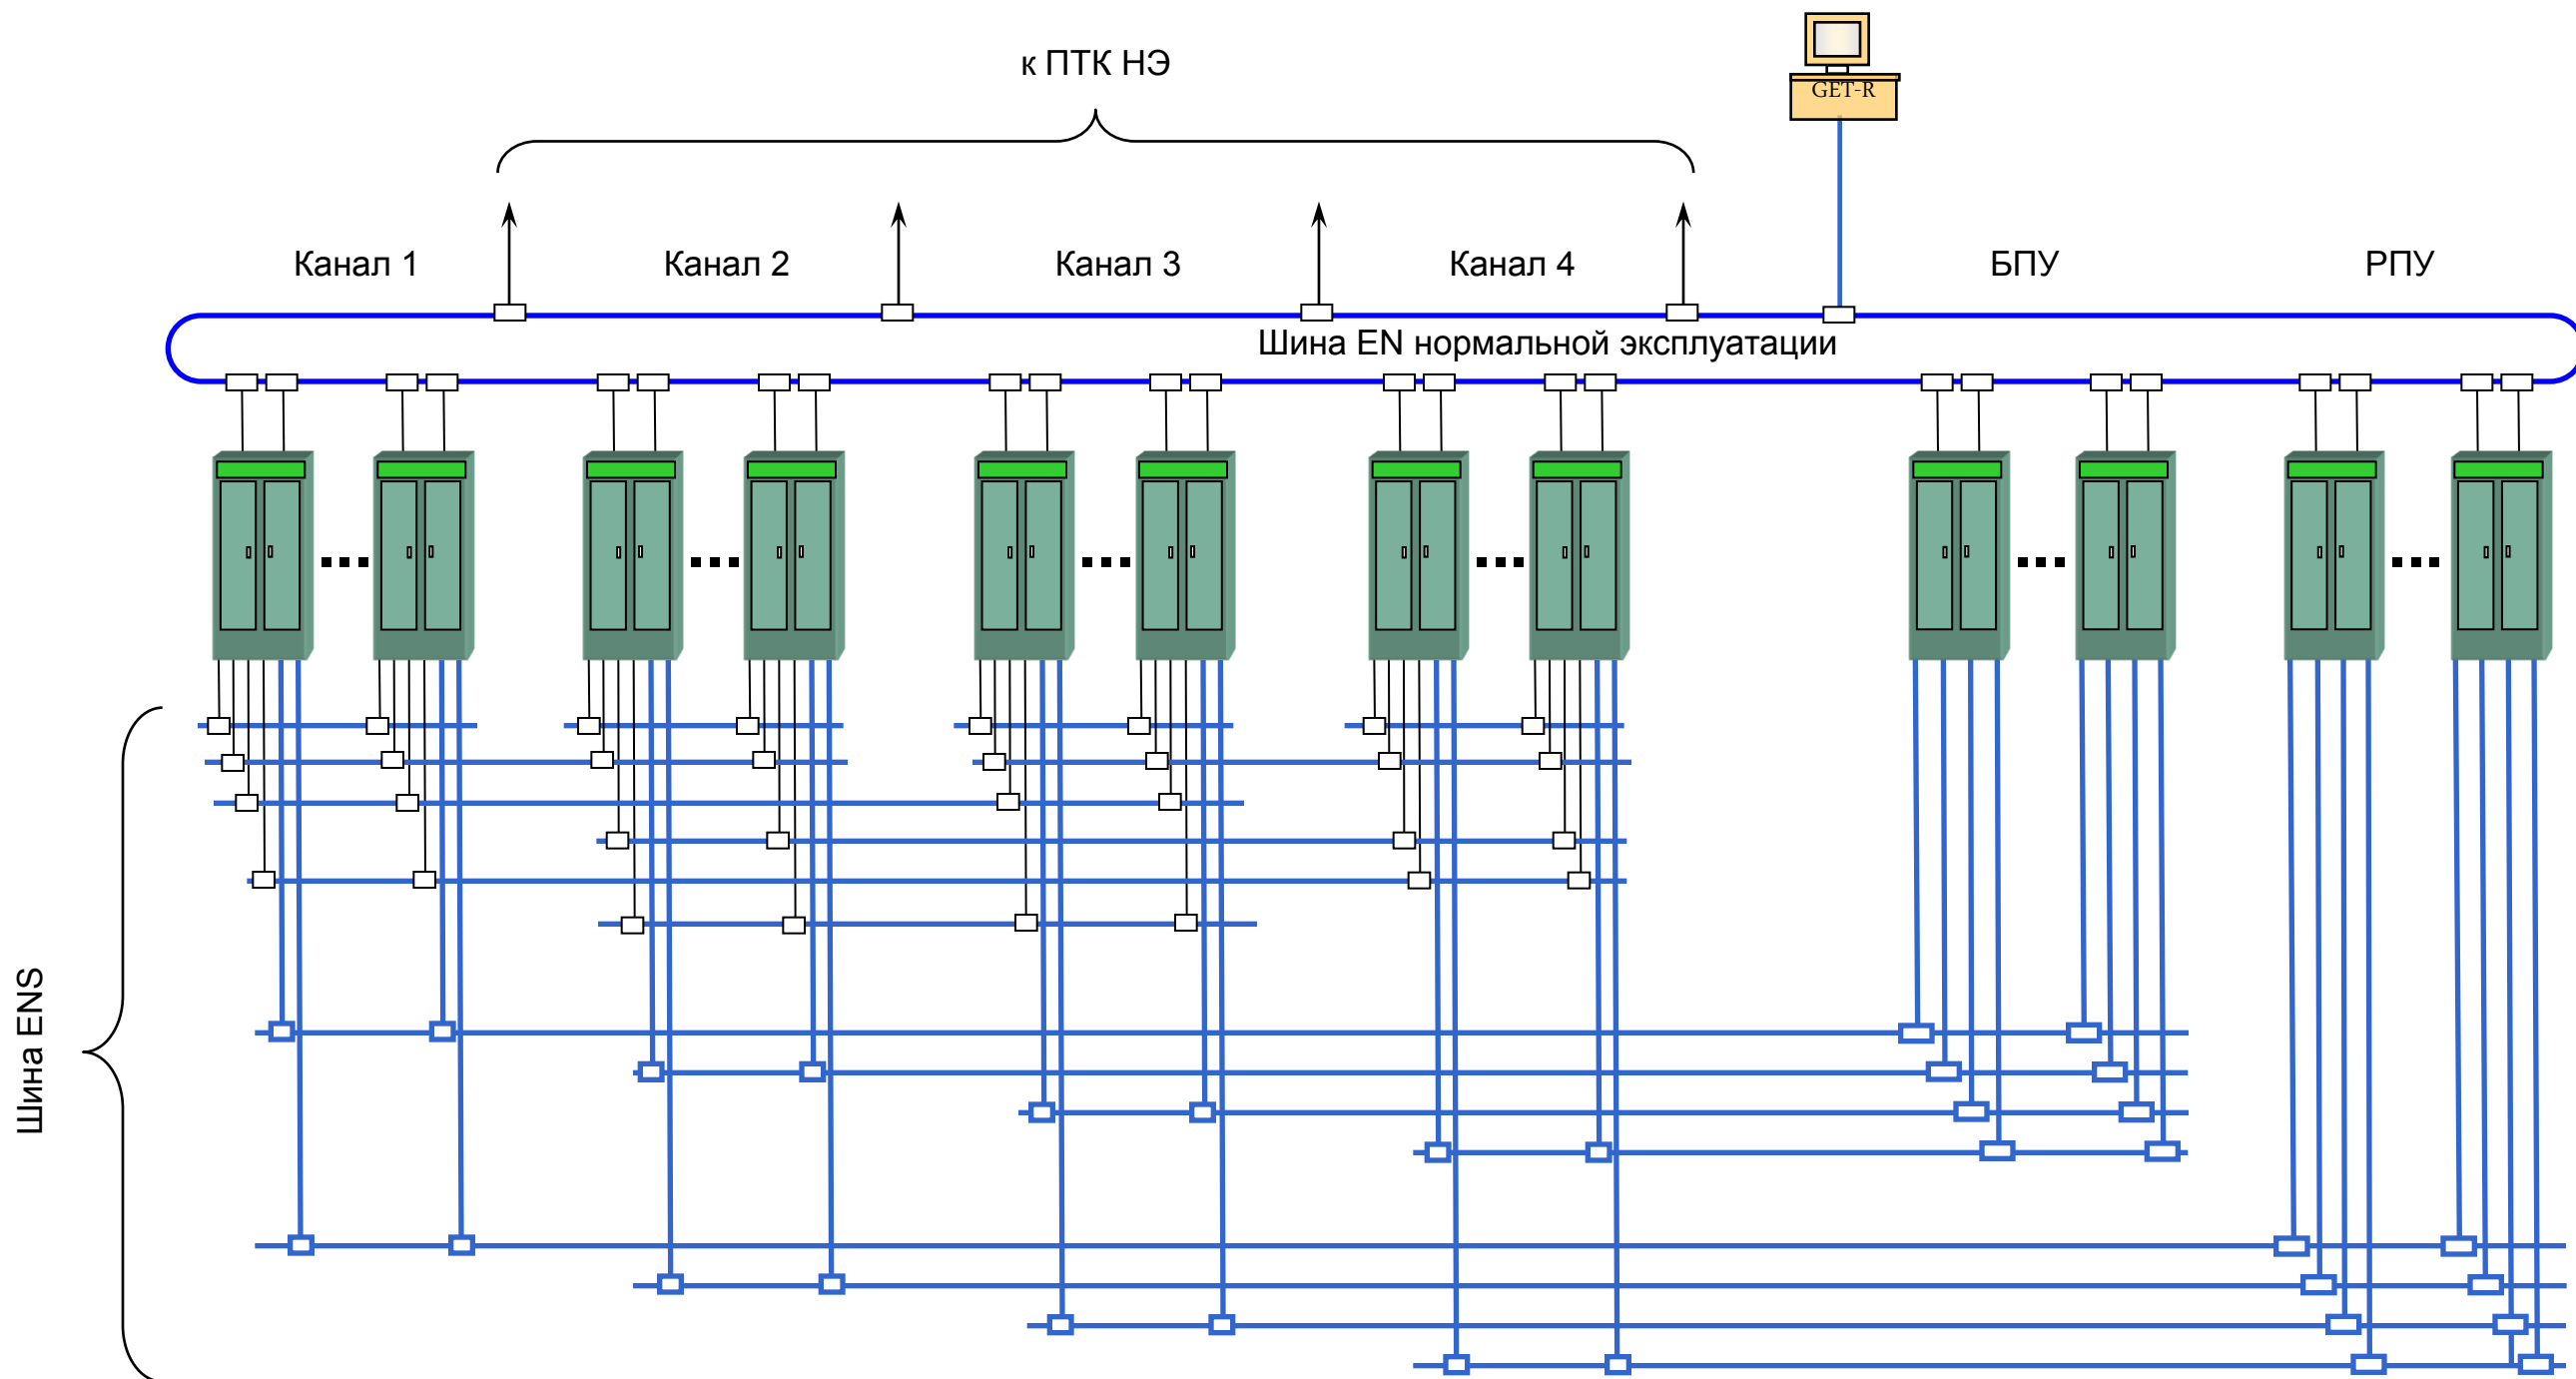 к ПТК НЭ
GET-R
Канал 1
Канал 2
Канал 3
Канал 4
БПУ
РПУ
Шина EN нормальной эксплуатации
Шина ENS